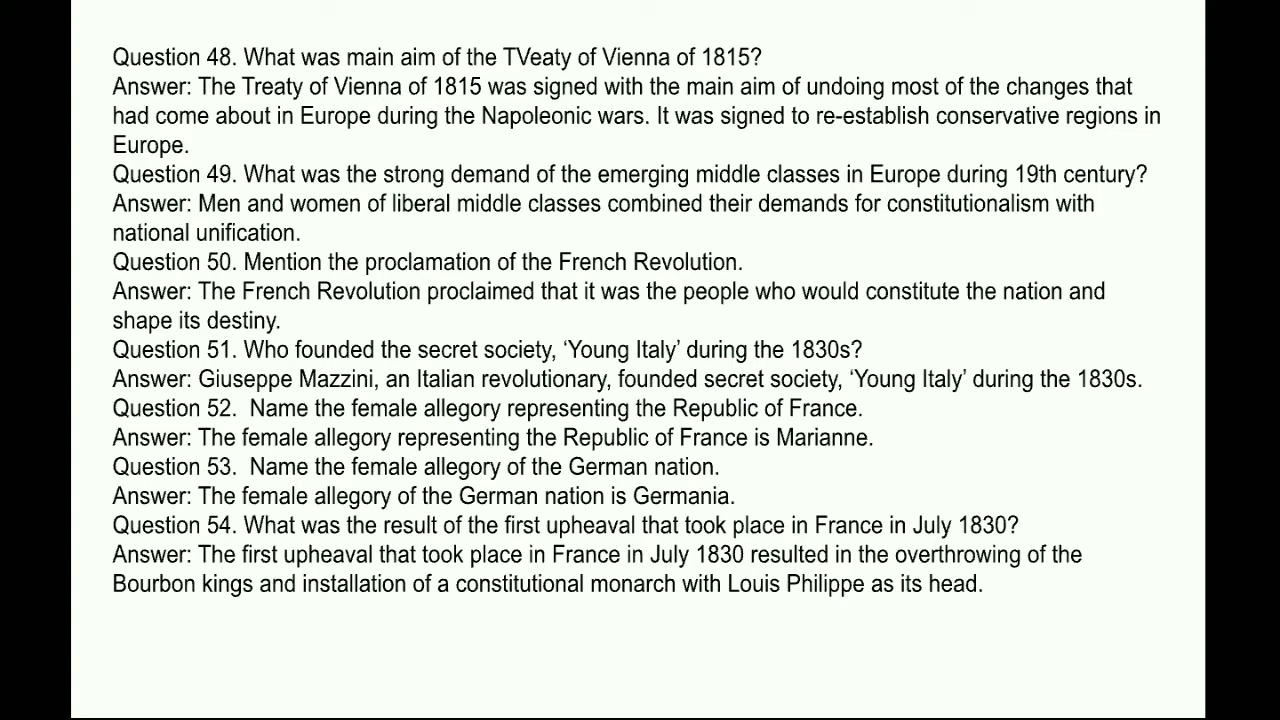 Question 48. What was main aim of the TVeaty of Vienna of 1815?
Answer: The Treaty of Vienna of 1815 was signed with the main aim of undoing most of the changes that
had come about in Europe during the Napoleonic wars. It was signed to re-establish conservative regions in
Europe.
Question 49. What was the strong demand of the emerging middle classes in Europe during 19th century?
Answer: Men and women of liberal middle classes combined their demands for constitutionalism with
national unification.
Question 50. Mention the proclamation of the French Revolution.
Answer: The French Revolution proclaimed that it was the people who would constitute the nation and
shape its destiny.
Question 51. Who founded the secret society, ‘Young Italy’ during the 1830s?
Answer: Giuseppe Mazzini, an Italian revolutionary, founded secret society, ‘Young Italy’ during the 1830s.
Question 52.  Name the female allegory representing the Republic of France.
Answer: The female allegory representing the Republic of France is Marianne.
Question 53.  Name the female allegory of the German nation.
Answer: The female allegory of the German nation is Germania.
Question 54. What was the result of the first upheaval that took place in France in July 1830?
Answer: The first upheaval that took place in France in July 1830 resulted in the overthrowing of the
Bourbon kings and installation of a constitutional monarch with Louis Philippe as its head.